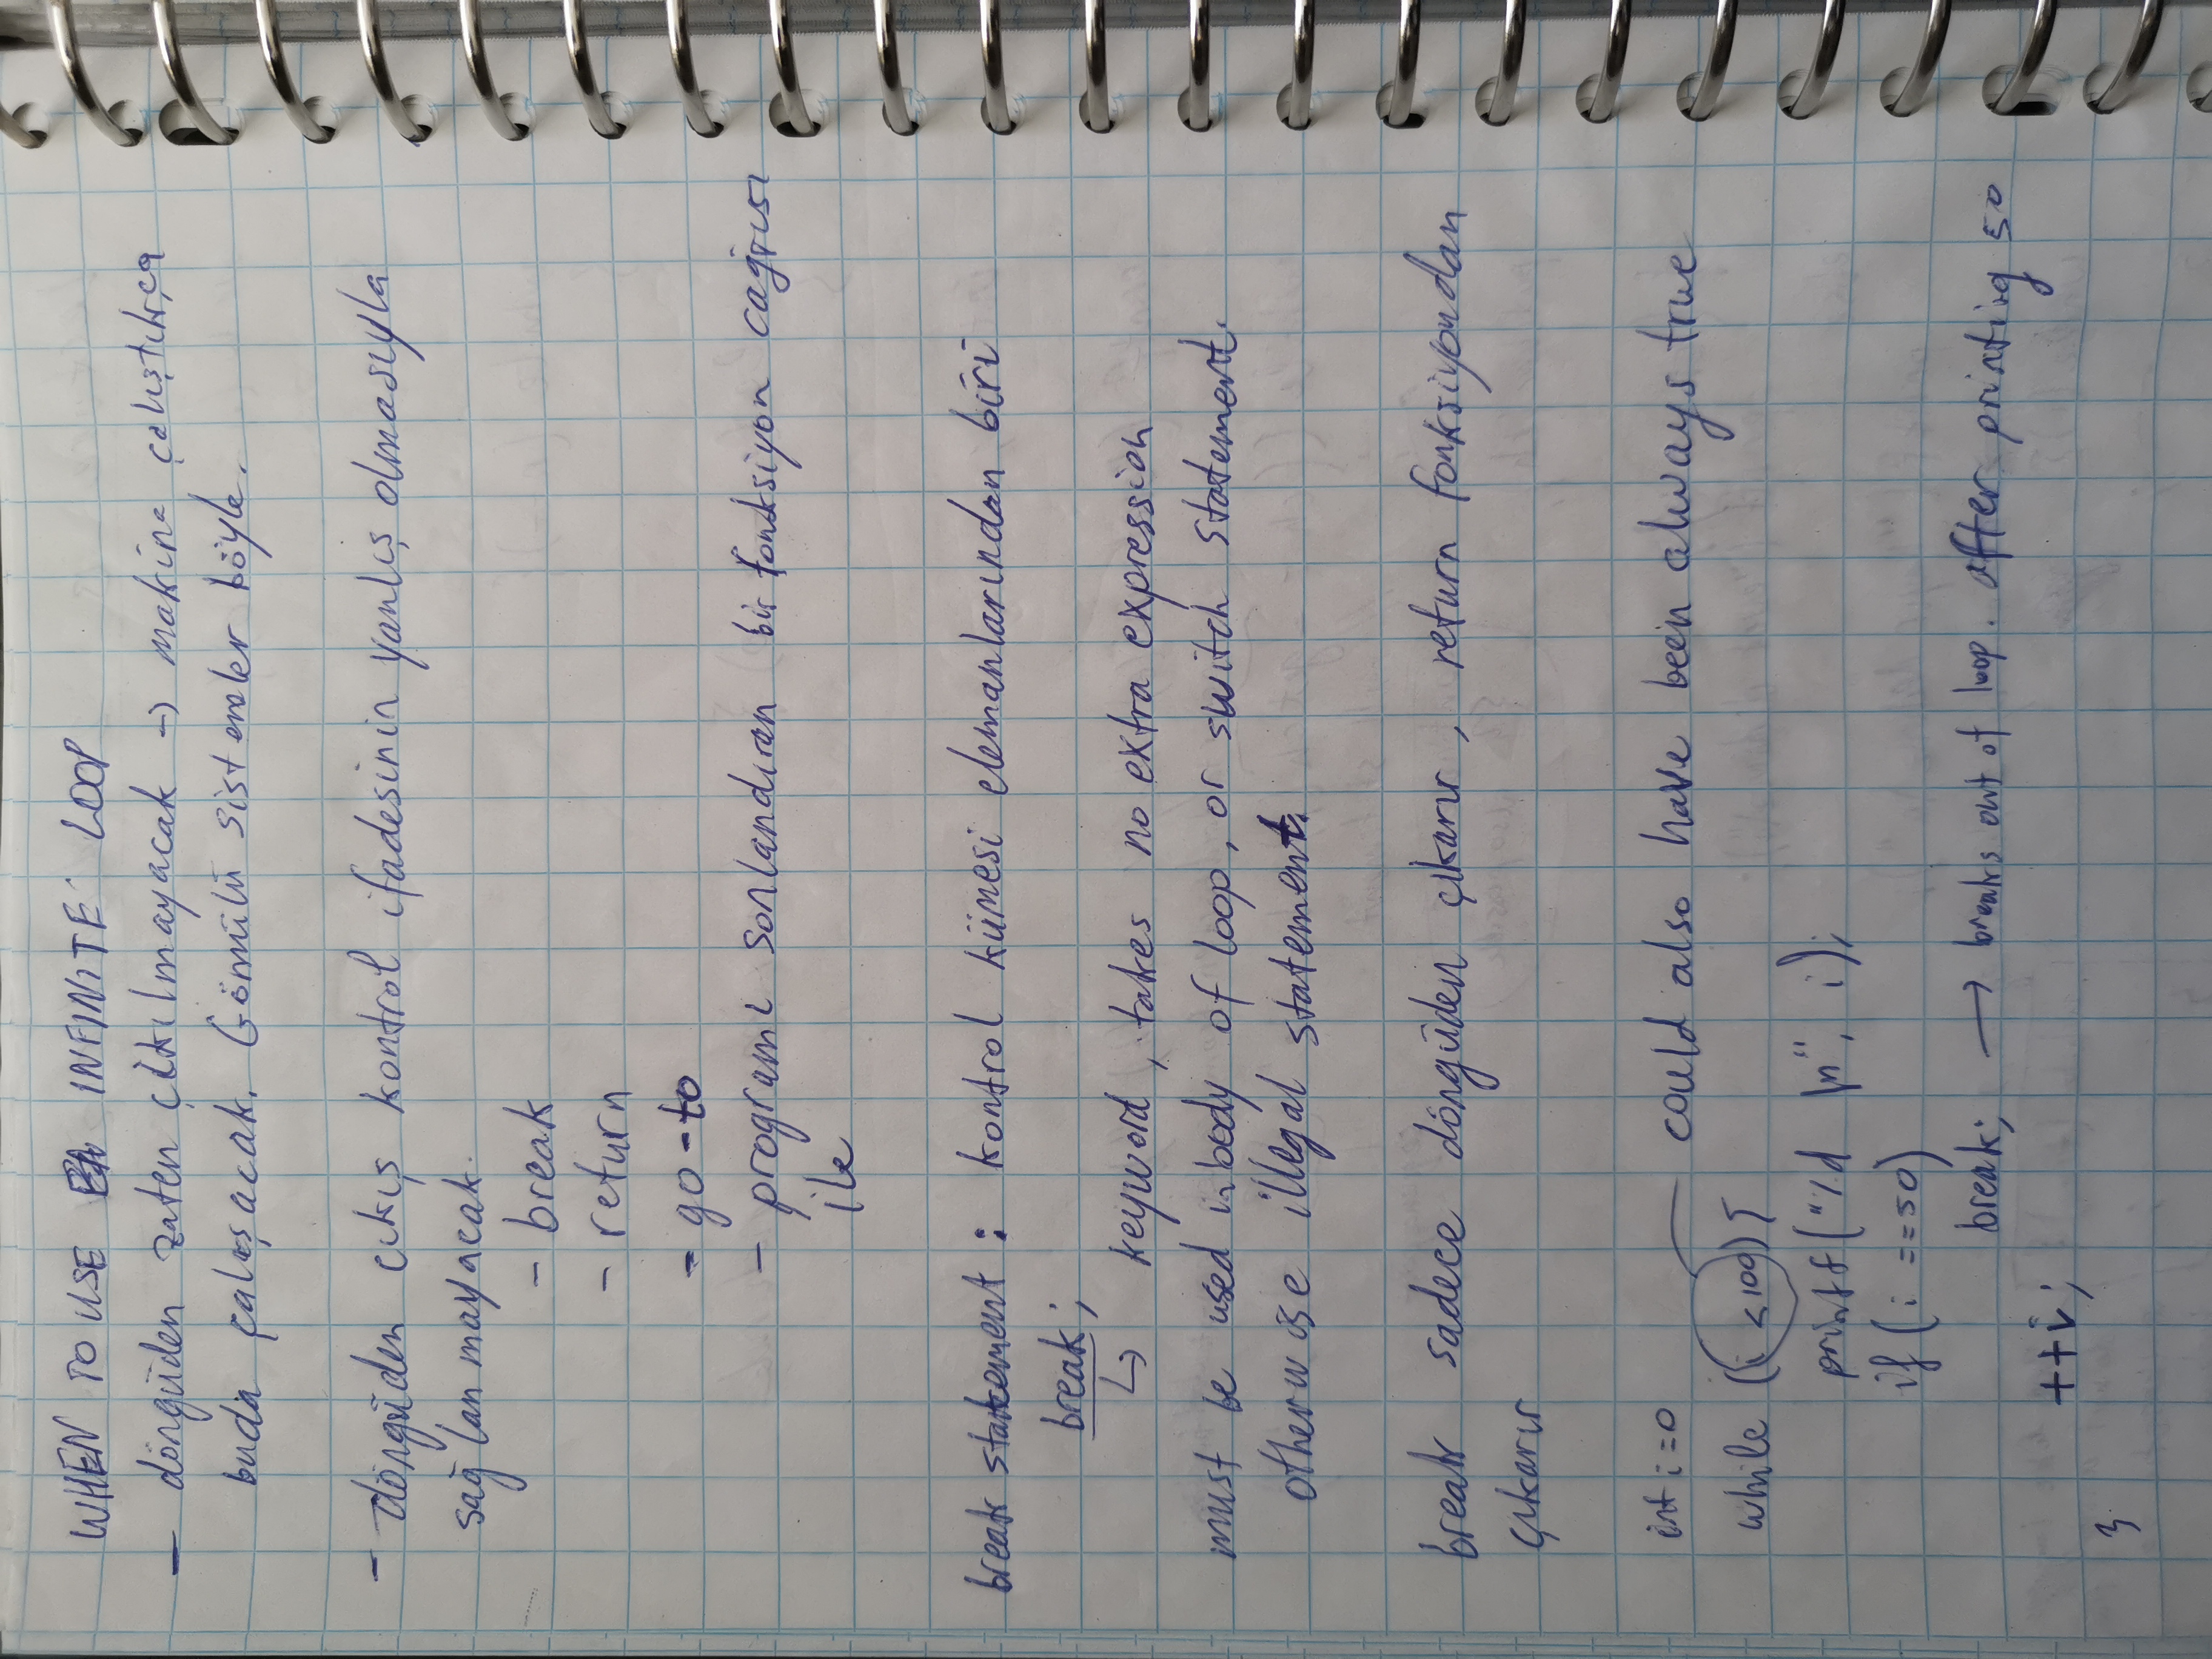 WHEN TO USE INFINITE LOOP
- döngüden zaten çıkılmayacak -> makina çalıştıkça
buda çalışacak. Gömülü sistemler böyle.
- döngüden çıkış kontrol ifadesinin yanlış olmasıyla
sağlanmayacak.
- break
- return
- go-to
- programı sonlandıran bir fonksiyon cağrısı
ile
break statement : kontrol kümesi elemanlarından biri
break;
↳ keyword, takes no extra expression
must be used in body of loop, or switch statement.
otherwise illegal statement.
break sadece döngüden çıkarır, return fonksiyondan
çıkarır
int i=0
could also have been always true
while (i <100) {
printf("%d \n", i);
if (i ==50)
break; -> breaks out of loop. after printing 50
++i;
}